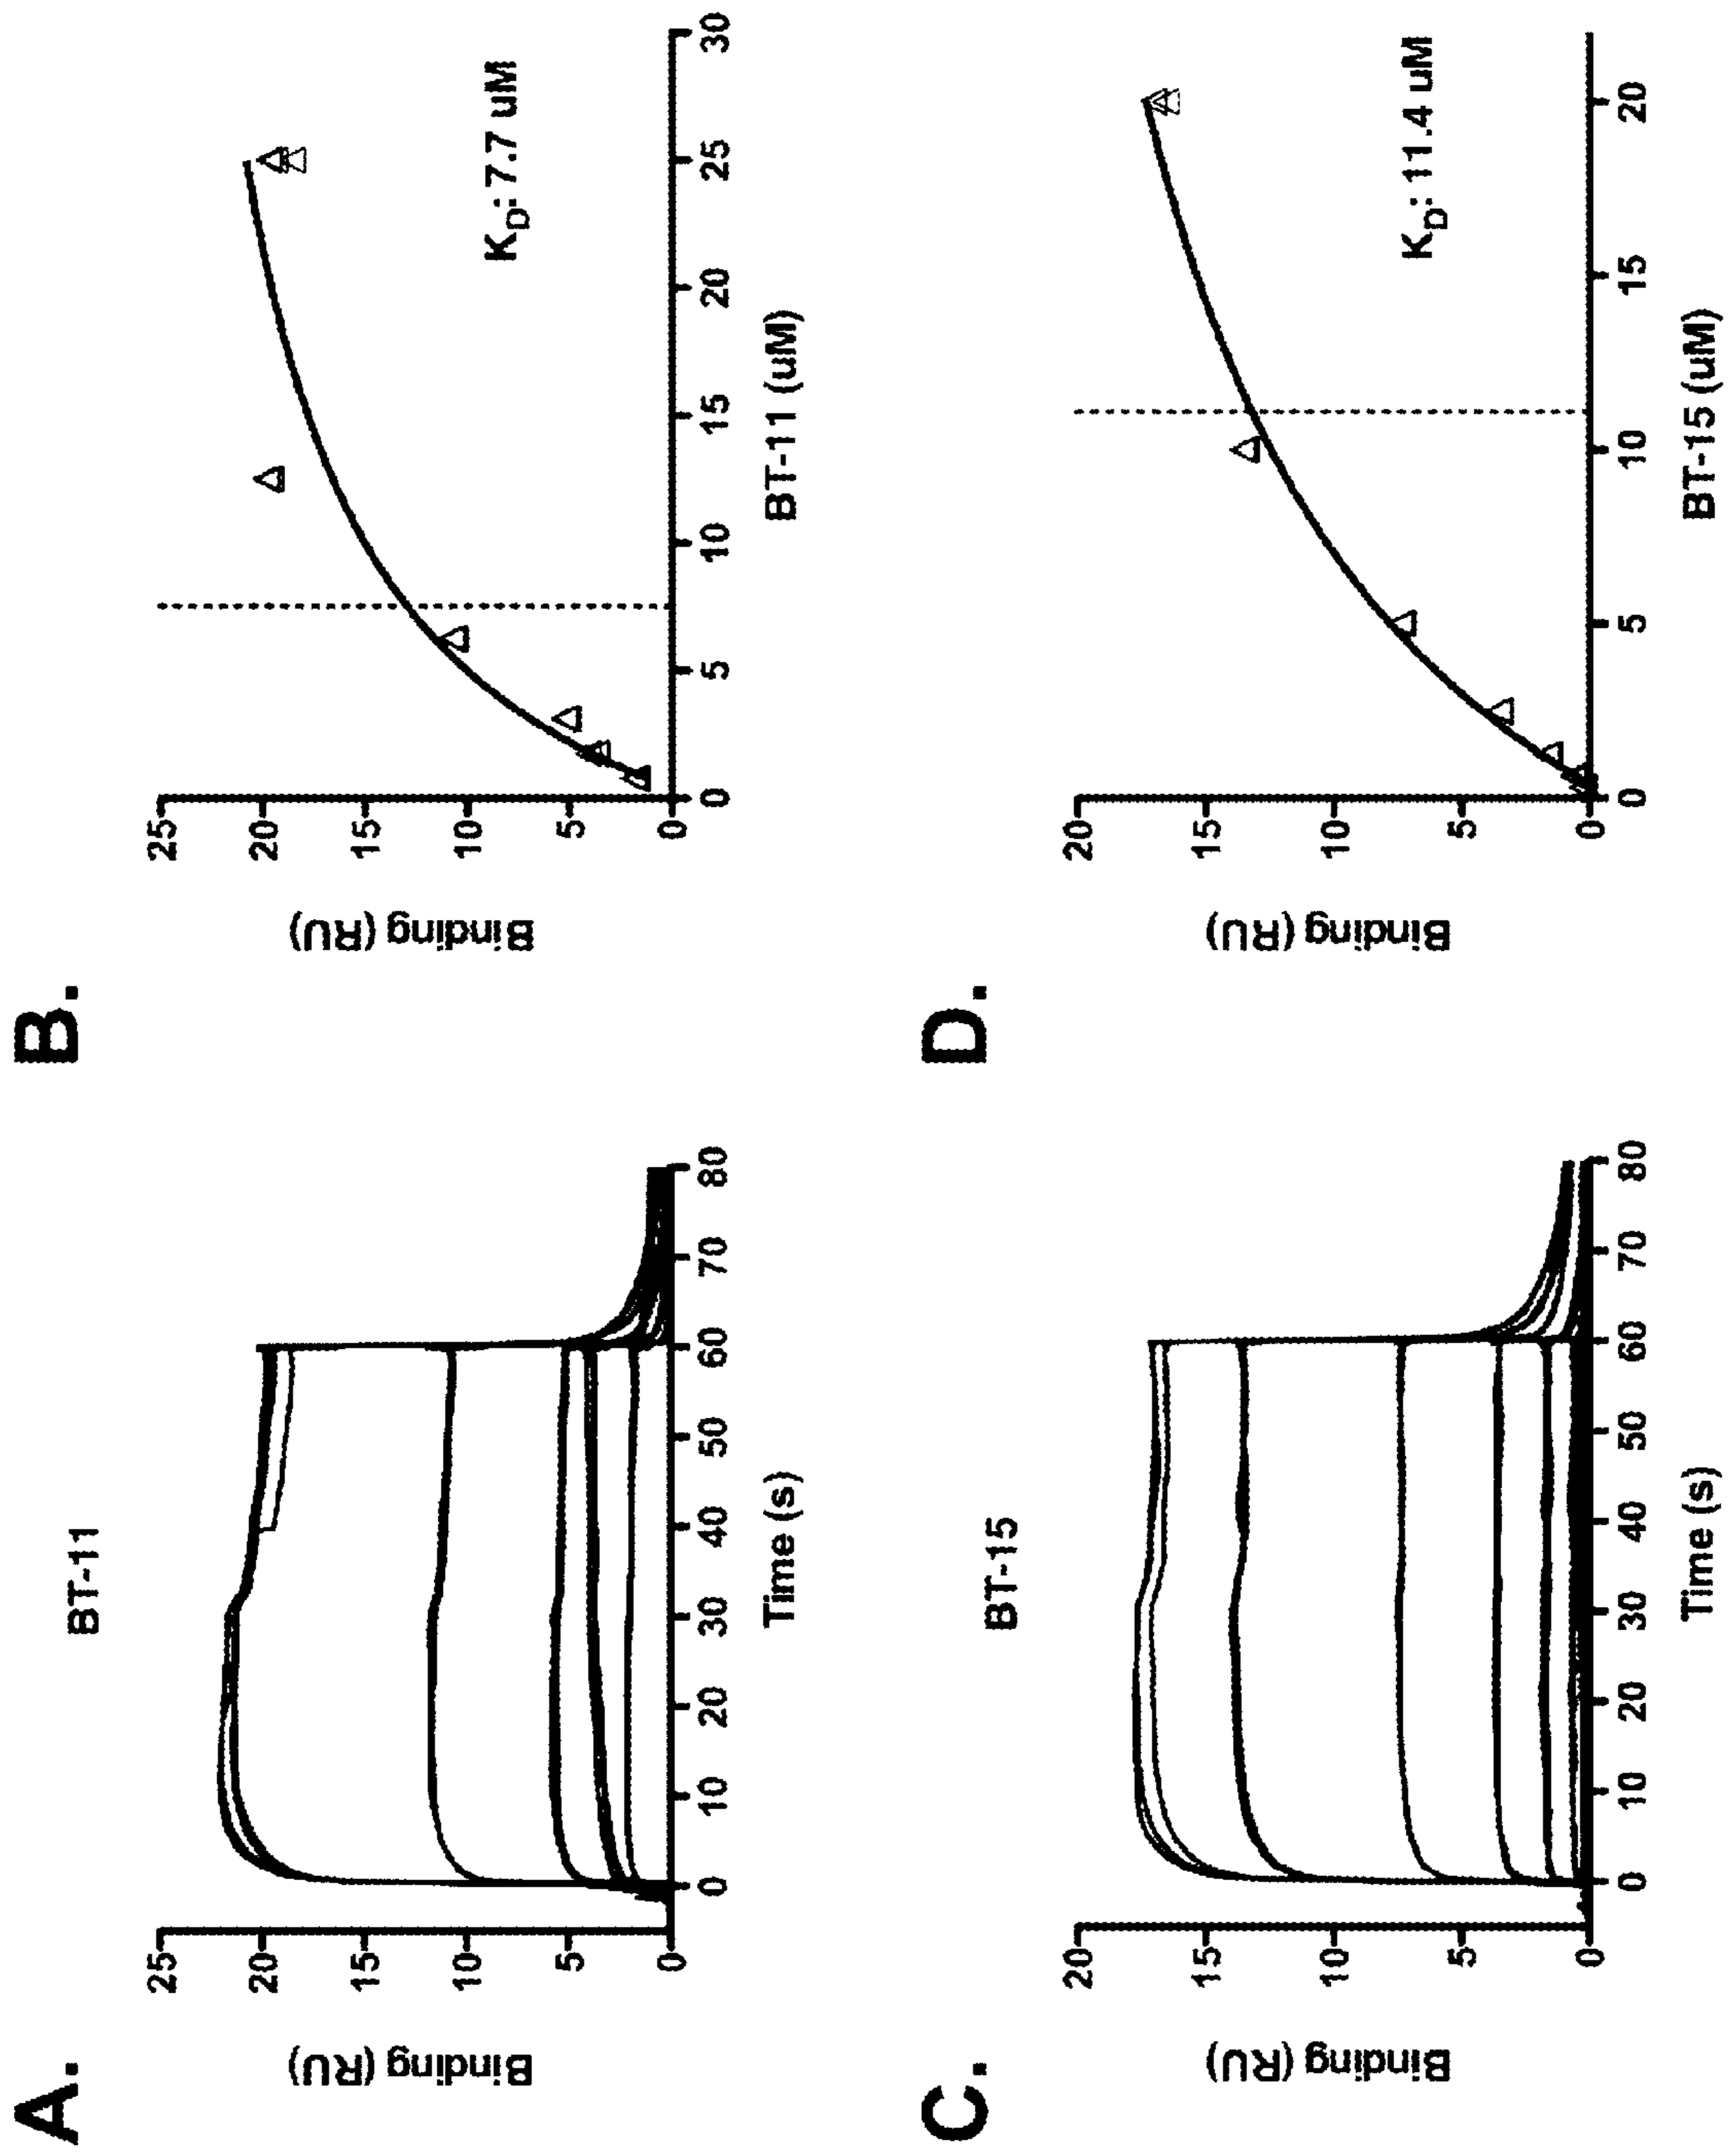 A.
BT-11
Binding (RU)
25
20
15
10
5
0
0 10 20 30 40 50 60 70 80
Time (s)
B.
Binding (RU)
25
20
15
10
5
0
K_D: 7.7 uM
0 5 10 15 20 25 30
BT-11 (uM)
C.
BT-15
Binding (RU)
20
15
10
5
0
0 10 20 30 40 50 60 70 80
Time (s)
D.
Binding (RU)
20
15
10
5
0
K_D: 11.4 uM
0 5 10 15 20
BT-15 (uM)